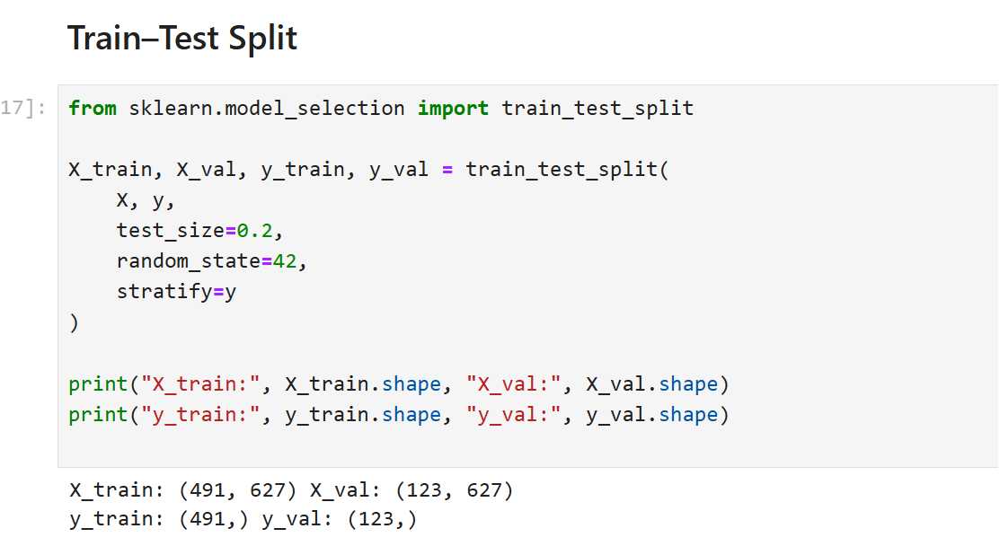 Train–Test Split
17]:
from sklearn.model_selection import train_test_split
X_train, X_val, y_train, y_val = train_test_split(
    X, y,
    test_size=0.2,
    random_state=42,
    stratify=y
)
print("X_train:", X_train.shape, "X_val:", X_val.shape)
print("y_train:", y_train.shape, "y_val:", y_val.shape)
X_train: (491, 627) X_val: (123, 627)
y_train: (491,) y_val: (123,)